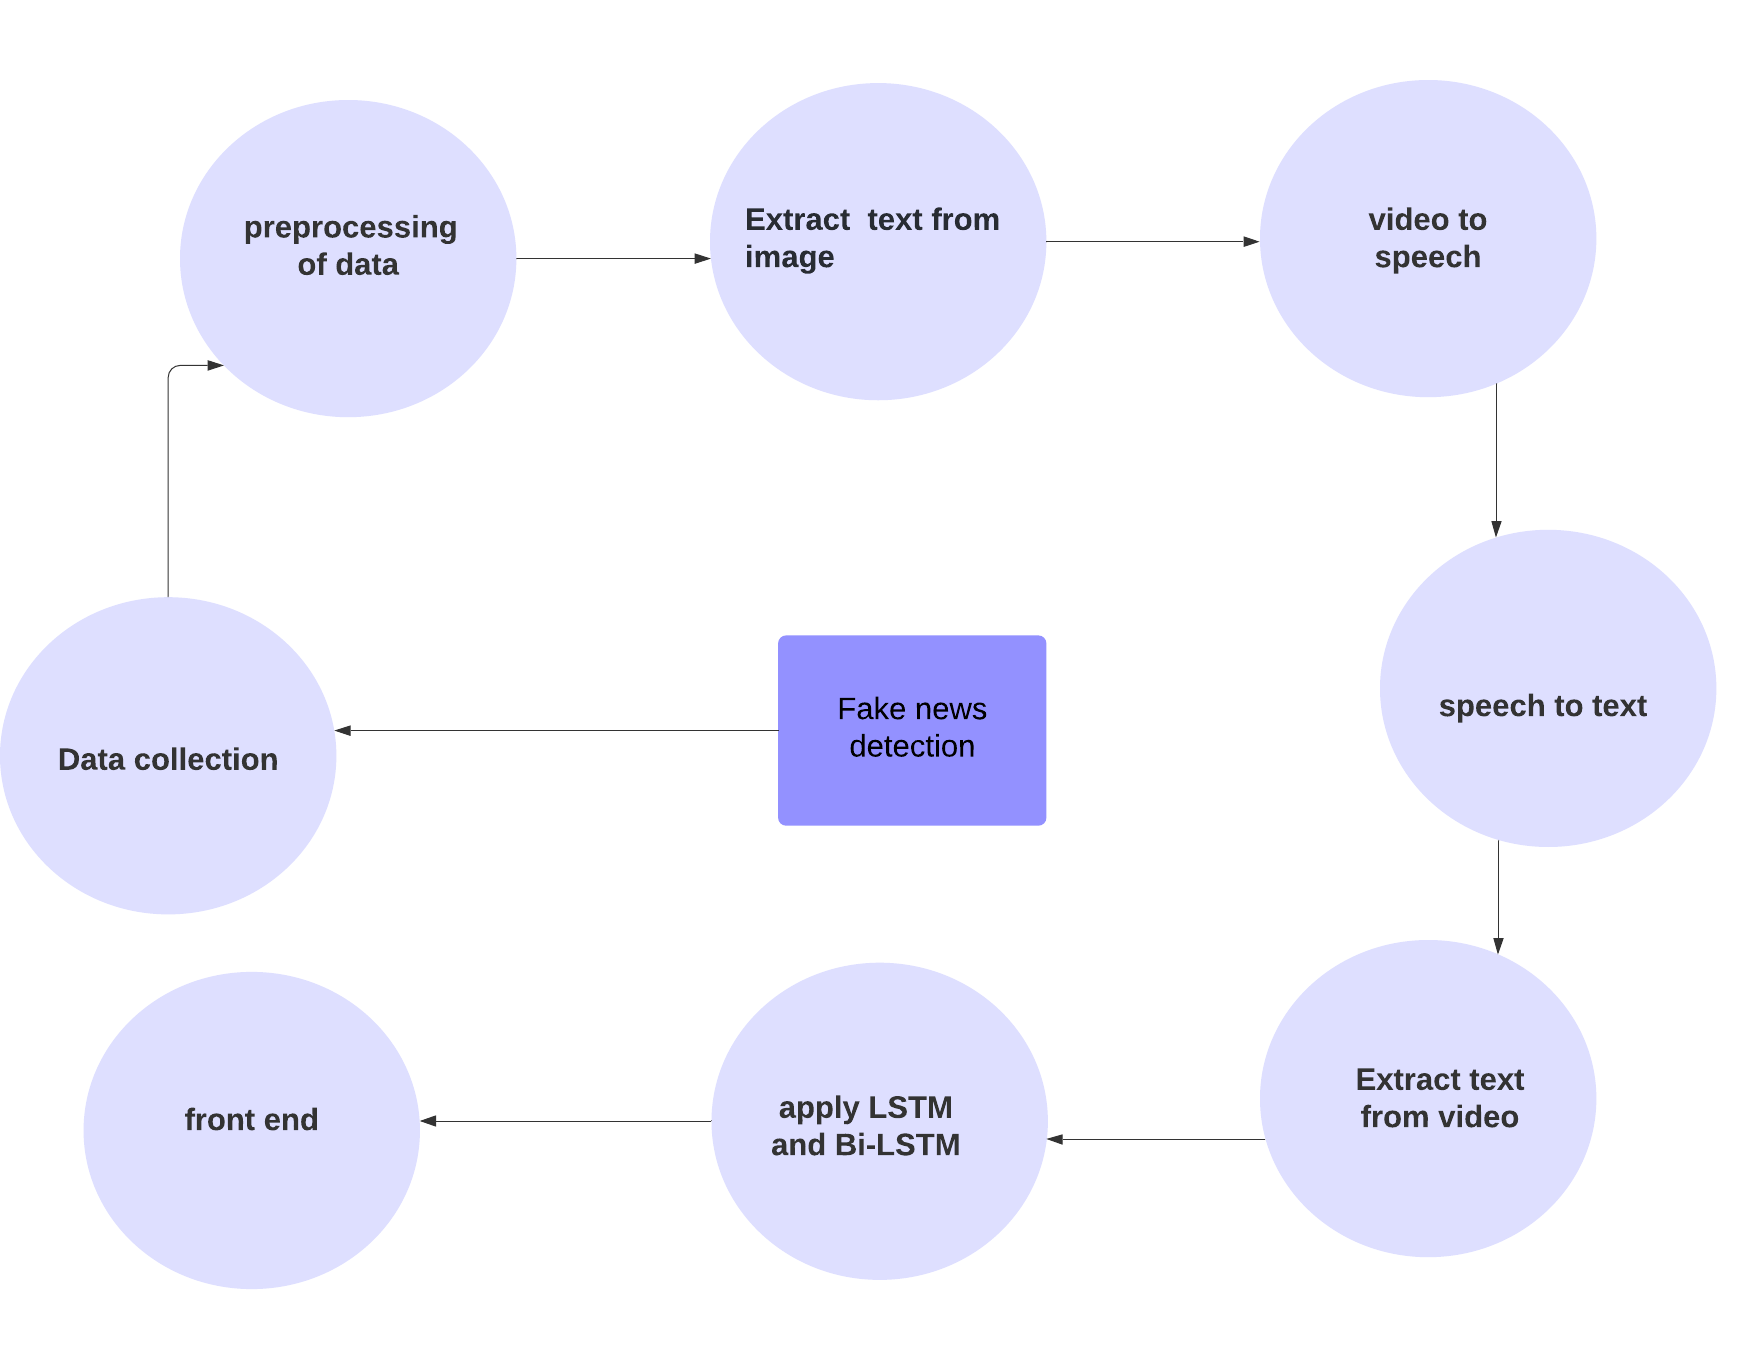 preprocessing
of data
Extract  text from
image
video to
speech
speech to text
Fake news
detection
Data collection
Extract text
from video
apply LSTM
and Bi-LSTM
front end